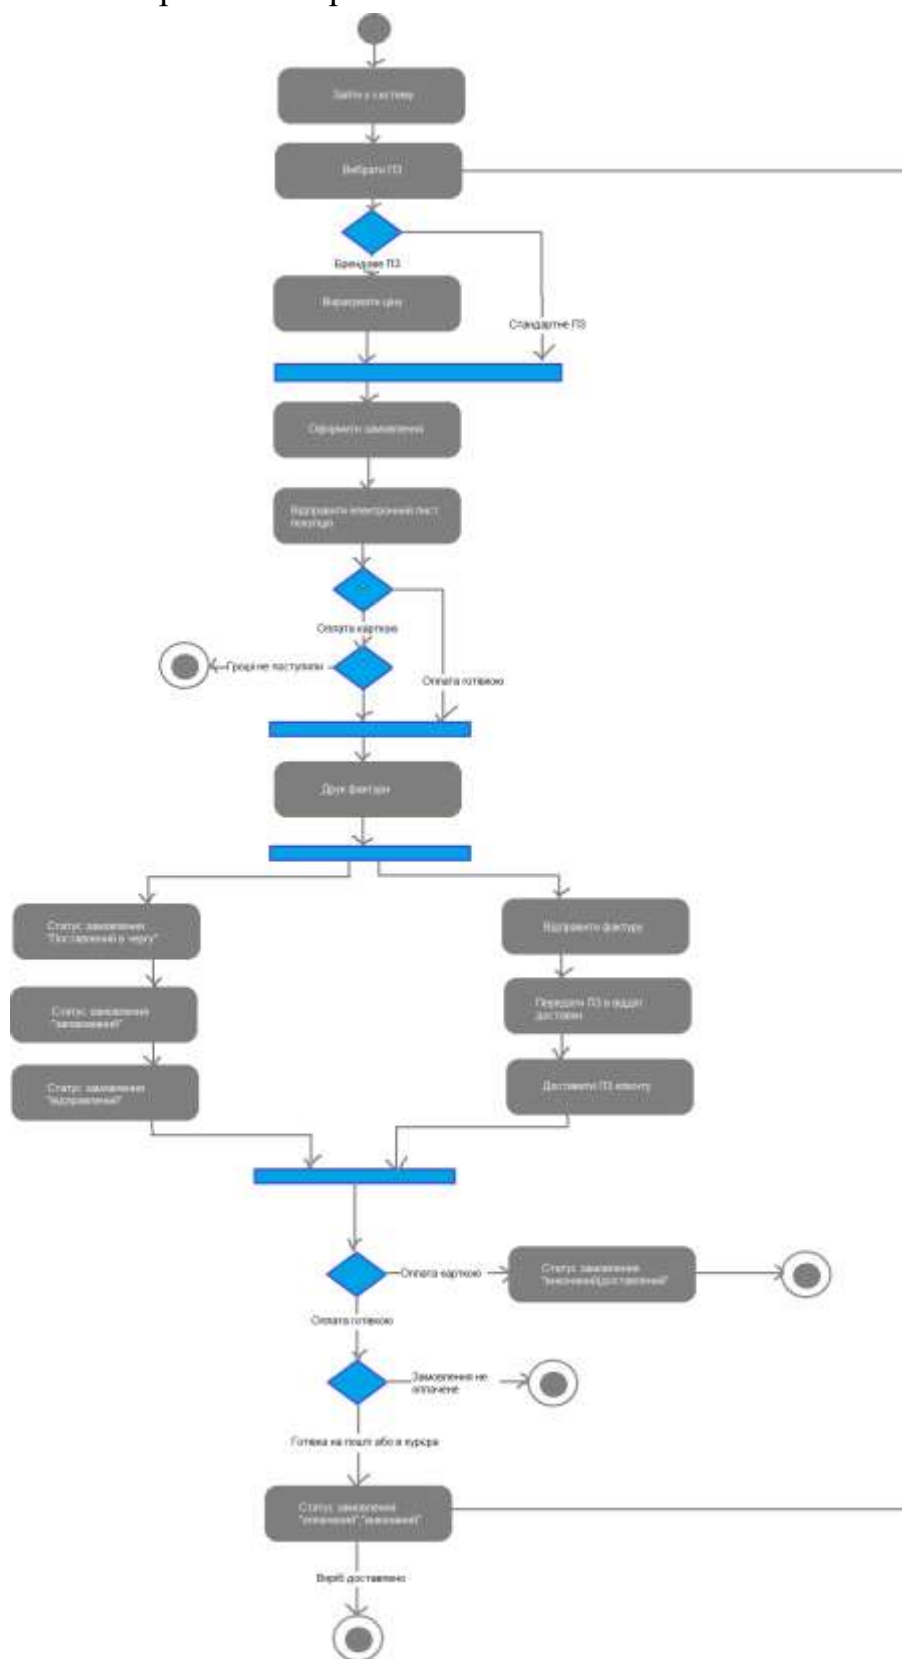 Зайти у систему
Вибрати ПЗ
Брендове ПЗ
Вирахувати ціну
Стандартне ПЗ
Оформити замовлення
Відправити електронний лист
покупцю
Оплата карткою
Гроші не поступили
Оплата готівкою
Друк фактури
Статус замовлення
"Поставлений в чергу"
Відправити фактуру
Статус замовлення
Передати ПЗ в відділ
доставки
Статус замовлення
"відправлений"
Доставити ПЗ клієнту
Оплата карткою
Статус замовлення
"виконаний,доставлений"
Оплата готівкою
Замовлення не
оплачене
Готівка на пошті або в курєра
Статус замовлення
"оплачений","виконаний"
Виріб доставлено